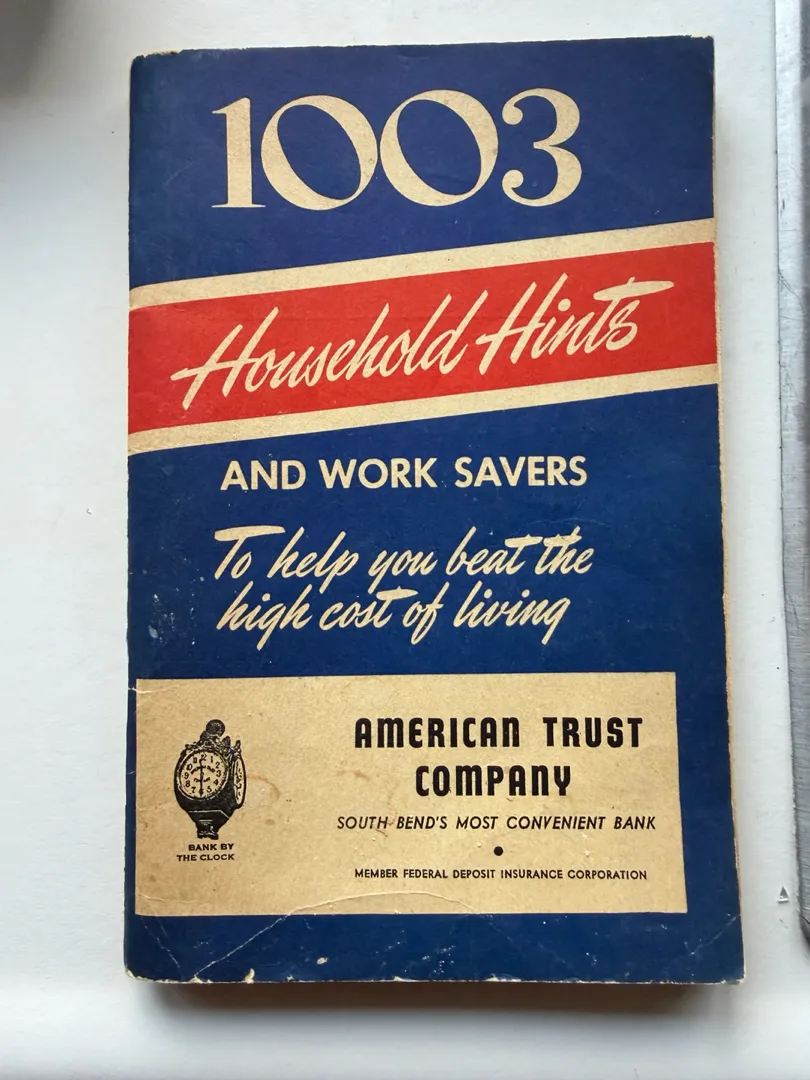 1003
Household Hints
AND WORK SAVERS
To help you beat the
high cost of living
AMERICAN TRUST
COMPANY
SOUTH BEND'S MOST CONVENIENT BANK
MEMBER FEDERAL DEPOSIT INSURANCE CORPORATION
BANK BY
THE CLOCK